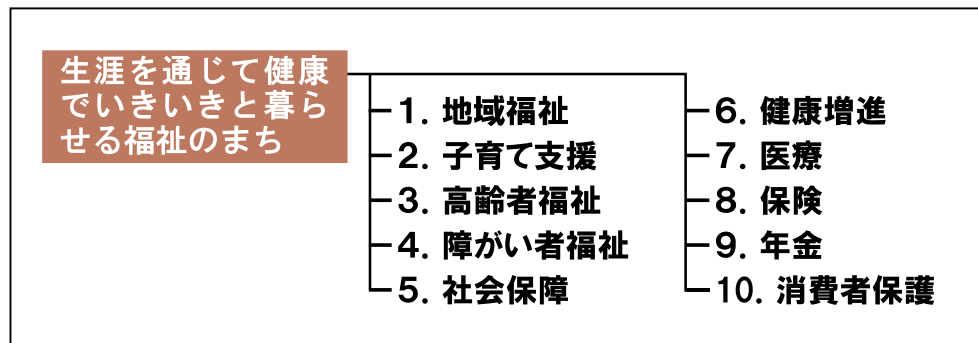 生涯を通じて健康
でいきいきと暮ら
せる福祉のまち
1. 地域福祉
2. 子育て支援
3. 高齢者福祉
4. 障がい者福祉
5. 社会保障
6. 健康増進
7. 医療
8. 保険
9. 年金
10. 消費者保護